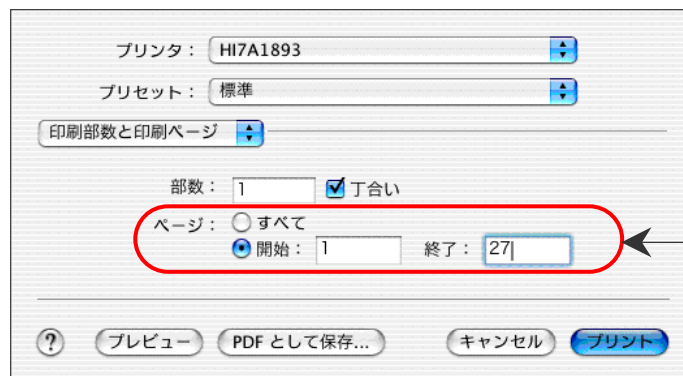 プリンタ： HI7A1893
プリセット： 標準
印刷部数と印刷ページ
部数： 1 丁合い
ページ： すべて
開始： 1 終了： 27
? プレビュー PDF として保存... キャンセル プリント